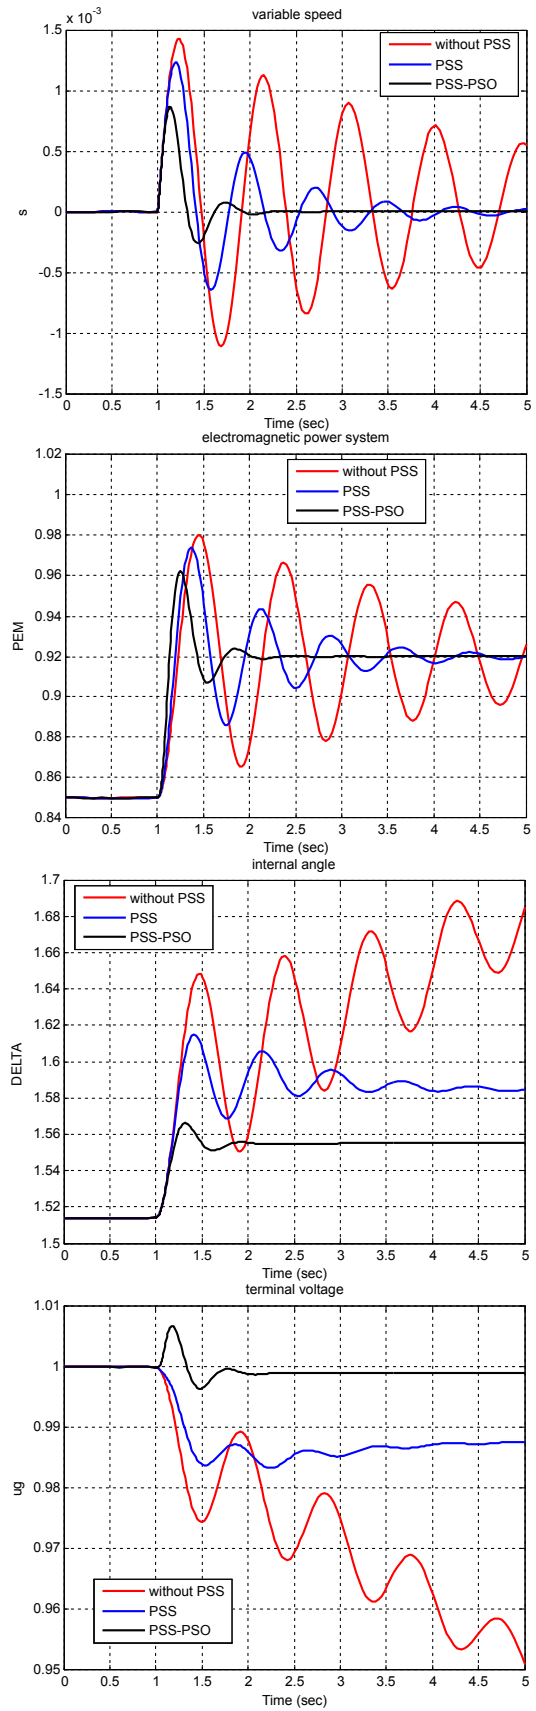 variable speed
x 10^-3
1.5
1
0.5
0
-0.5
-1
-1.5
s
without PSS
PSS
PSS-PSO
0 0.5 1 1.5 2 2.5 3 3.5 4 4.5 5
Time (sec)
electromagnetic power system
1.02
1
0.98
0.96
0.94
0.92
0.9
0.88
0.86
0.84
PEM
without PSS
PSS
PSS-PSO
0 0.5 1 1.5 2 2.5 3 3.5 4 4.5 5
Time (sec)
internal angle
1.7
1.68
1.66
1.64
1.62
1.6
1.58
1.56
1.54
1.52
1.5
DELTA
without PSS
PSS
PSS-PSO
0 0.5 1 1.5 2 2.5 3 3.5 4 4.5 5
Time (sec)
terminal voltage
1.01
1
0.99
0.98
0.97
0.96
0.95
ug
without PSS
PSS
PSS-PSO
0 0.5 1 1.5 2 2.5 3 3.5 4 4.5 5
Time (sec)